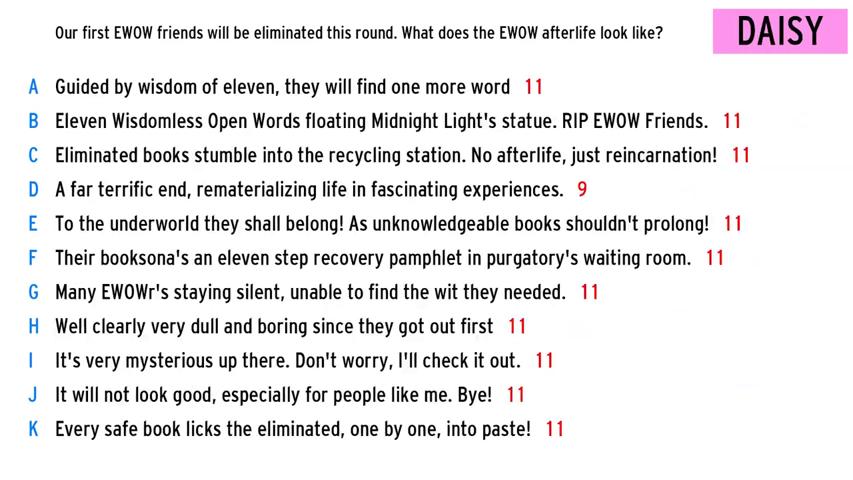 Our first EWOW friends will be eliminated this round. What does the EWOW afterlife look like?
DAISY
A Guided by wisdom of eleven, they will find one more word 11
B Eleven Wisdomless Open Words floating Midnight Light's statue. RIP EWOW Friends. 11
C Eliminated books stumble into the recycling station. No afterlife, just reincarnation! 11
D A far terrific end, rematerializing life in fascinating experiences. 9
E To the underworld they shall belong! As unknowledgeable books shouldn't prolong! 11
F Their booksona's an eleven step recovery pamphlet in purgatory's waiting room. 11
G Many EWOWr's staying silent, unable to find the wit they needed. 11
H Well clearly very dull and boring since they got out first 11
I It's very mysterious up there. Don't worry, I'll check it out. 11
J It will not look good, especially for people like me. Bye! 11
K Every safe book licks the eliminated, one by one, into paste! 11